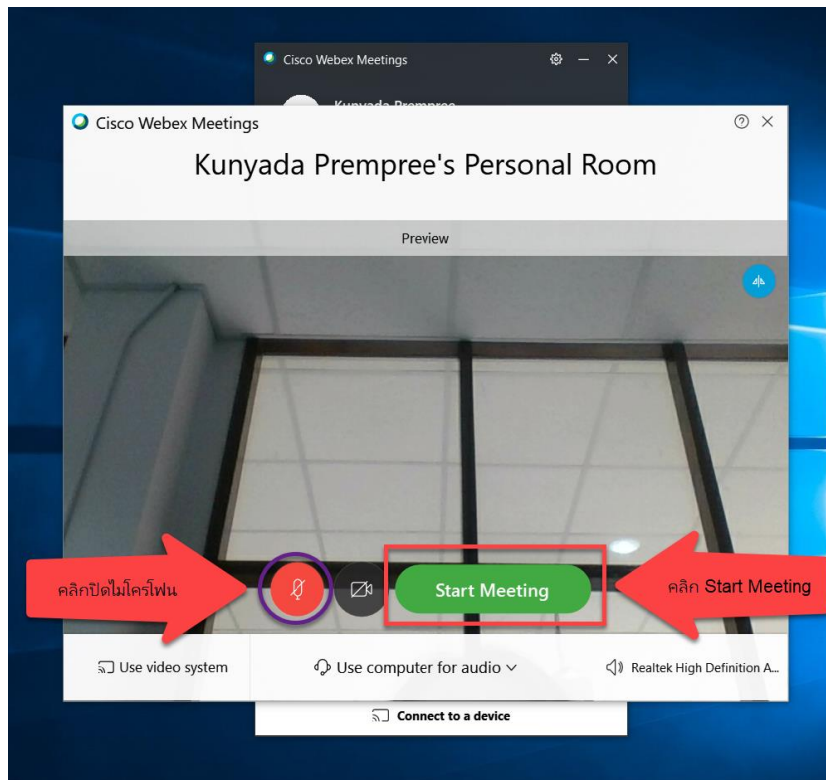 Cisco Webex Meetings
Kunyada Prempree
Cisco Webex Meetings
Kunyada Prempree's Personal Room
Preview
คลิกปิดไมโครโฟน
Start Meeting
คลิก Start Meeting
Use video system
Use computer for audio
Realtek High Definition A...
Connect to a device